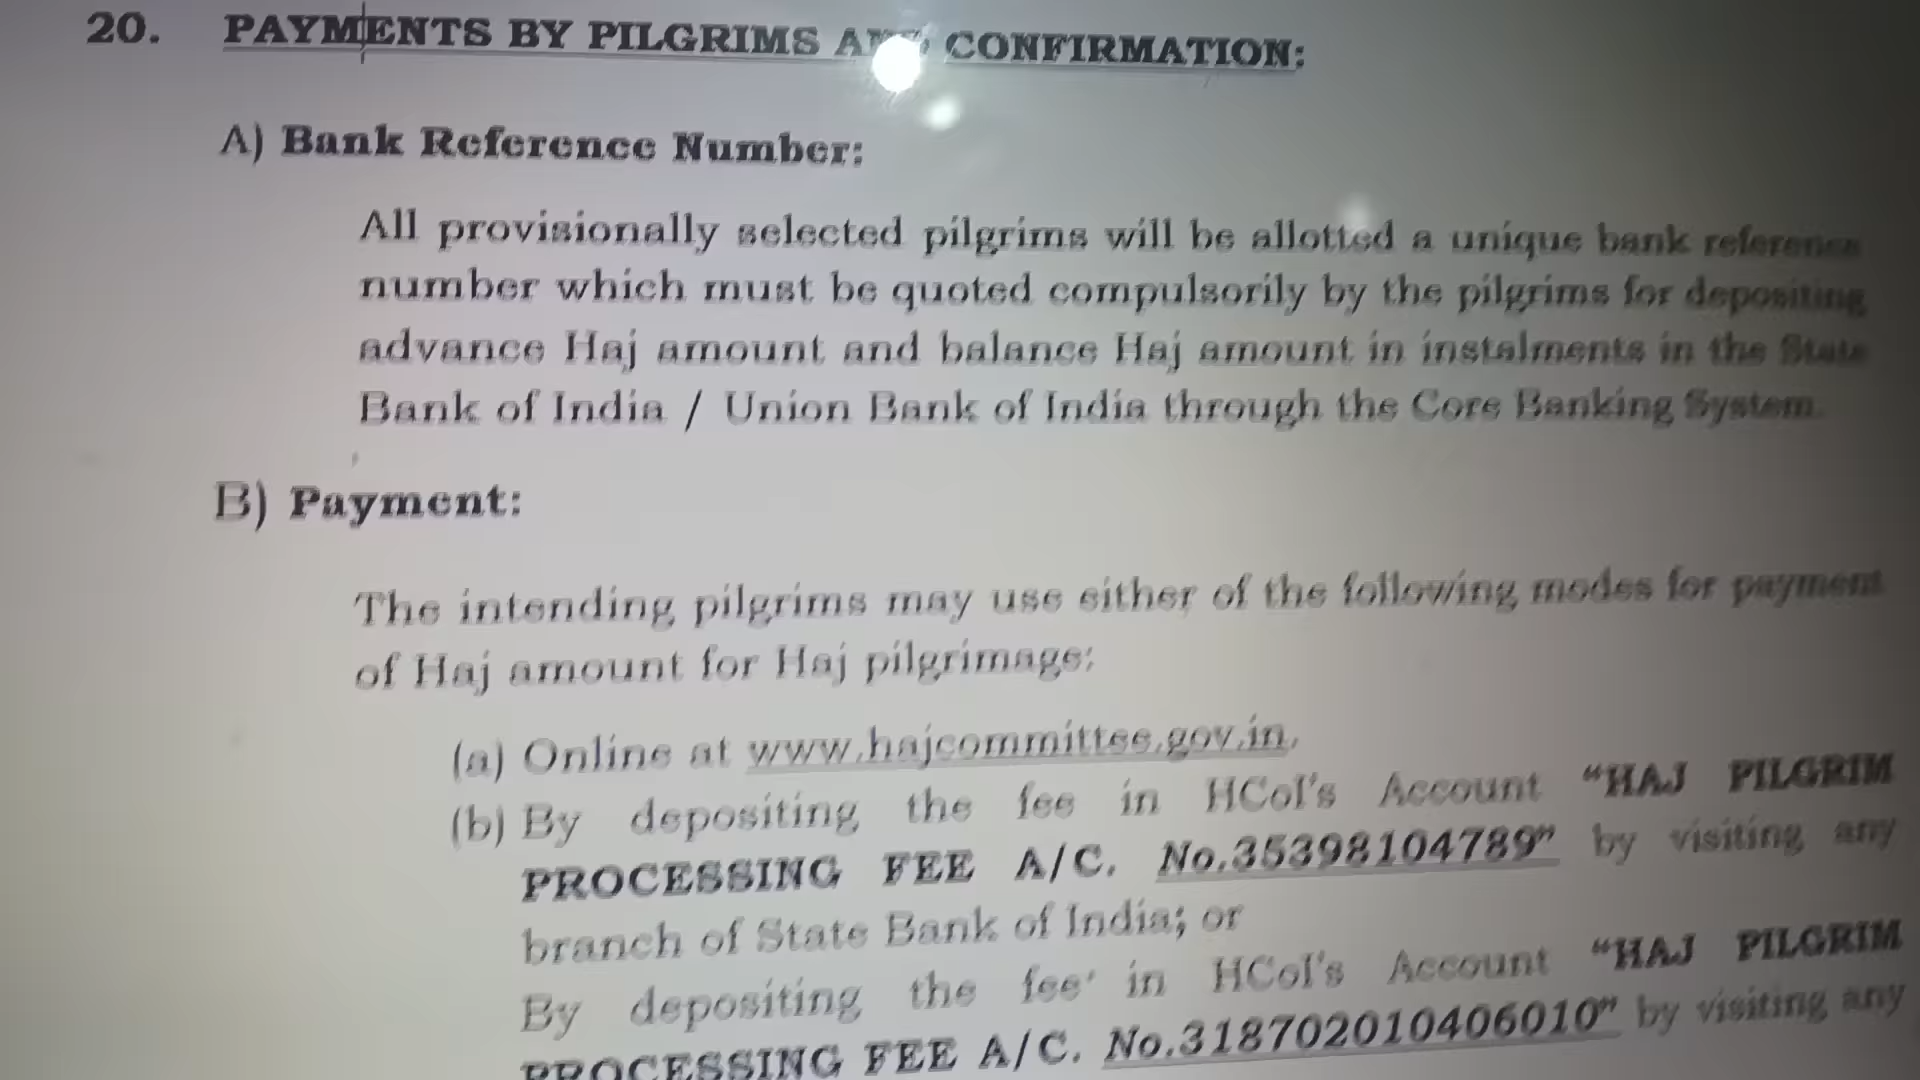 20. PAYMENTS BY PILGRIMS AND CONFIRMATION:
A) Bank Reference Number:
All provisionally selected pilgrims will be allotted a unique bank reference
number which must be quoted compulsorily by the pilgrims for depositing
advance Haj amount and balance Haj amount in instalments in the State
Bank of India / Union Bank of India through the Core Banking System.
B) Payment:
The intending pilgrims may use either of the following modes for payment
of Haj amount for Haj pilgrimage:
(a) Online at www.hajcommittee.gov.in,
(b) By depositing the fee in HCoI's Account "HAJ PILGRIM
PROCESSING FEE A/C. No.35398104789" by visiting any
branch of State Bank of India; or
By depositing the fee in HCoI's Account "HAJ PILGRIM
PROCESSING FEE A/C. No.318702010406010" by visiting any